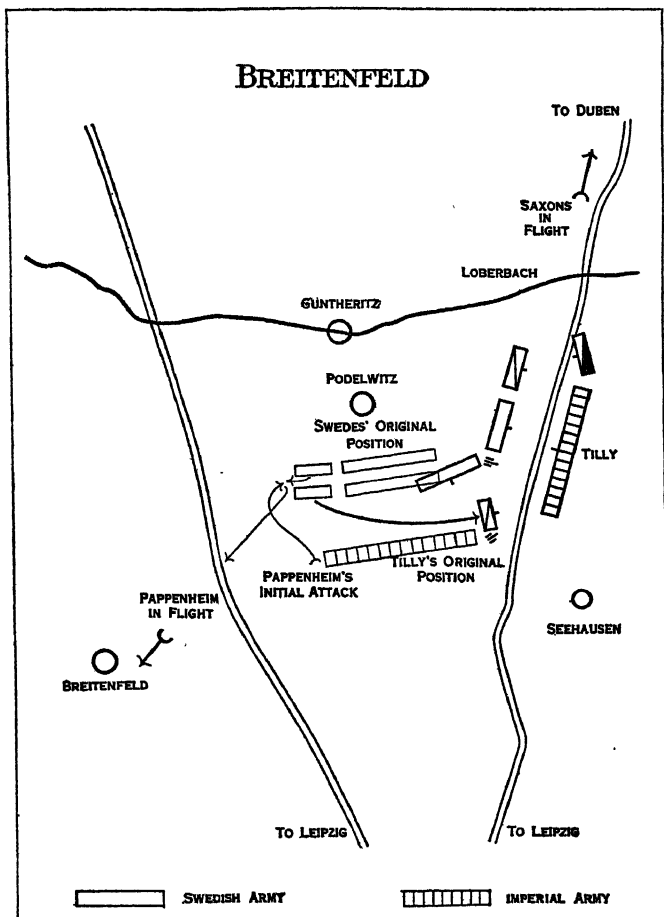 BREITENFELD
TO DUBEN
SAXONS
IN
FLIGHT
LOBERBACH
GÜNTHERITZ
PODELWITZ
SWEDES' ORIGINAL
POSITION
TILLY
TILLY'S ORIGINAL
POSITION
PAPPENHEIM'S
INITIAL ATTACK
PAPPENHEIM
IN FLIGHT
SEEHAUSEN
BREITENFELD
TO LEIPZIG
TO LEIPZIG
SWEDISH ARMY
IMPERIAL ARMY